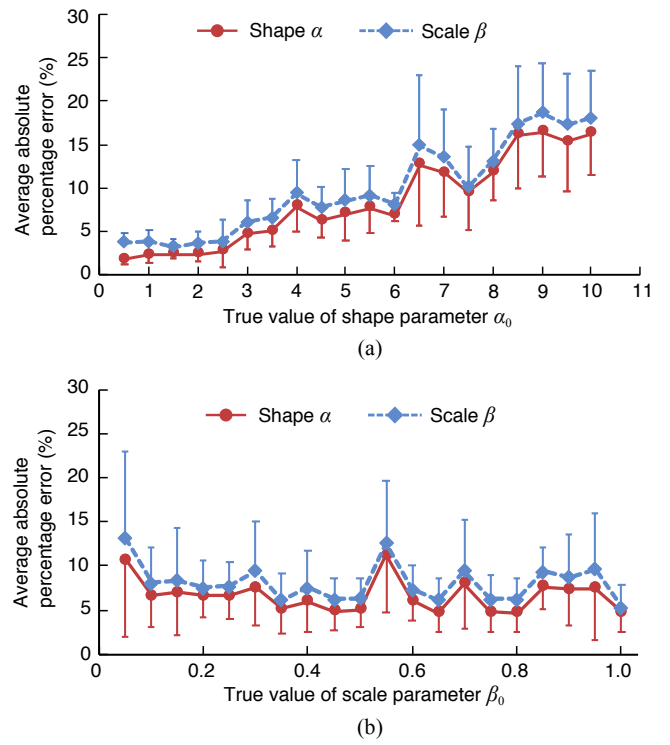 Shape α Scale β
Average absolute
percentage error (%)
30
25
20
15
10
5
0
0 1 2 3 4 5 6 7 8 9 10 11
True value of shape parameter α₀
(a)
Shape α Scale β
Average absolute
percentage error (%)
30
25
20
15
10
5
0
0 0.2 0.4 0.6 0.8 1.0
True value of scale parameter β₀
(b)